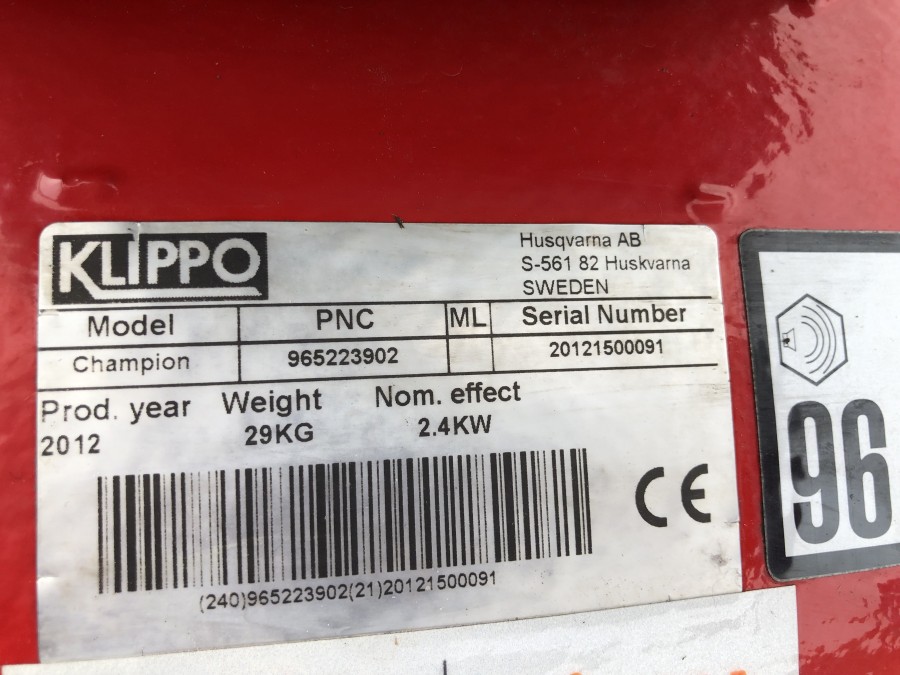 KLIPPO
Husqvarna AB
S-561 82 Huskvarna
SWEDEN
Model PNC ML Serial Number
Champion 965223902 20121500091
Prod. year Weight Nom. effect
2012 29KG 2.4KW
CE
(240)965223902(21)20121500091
96